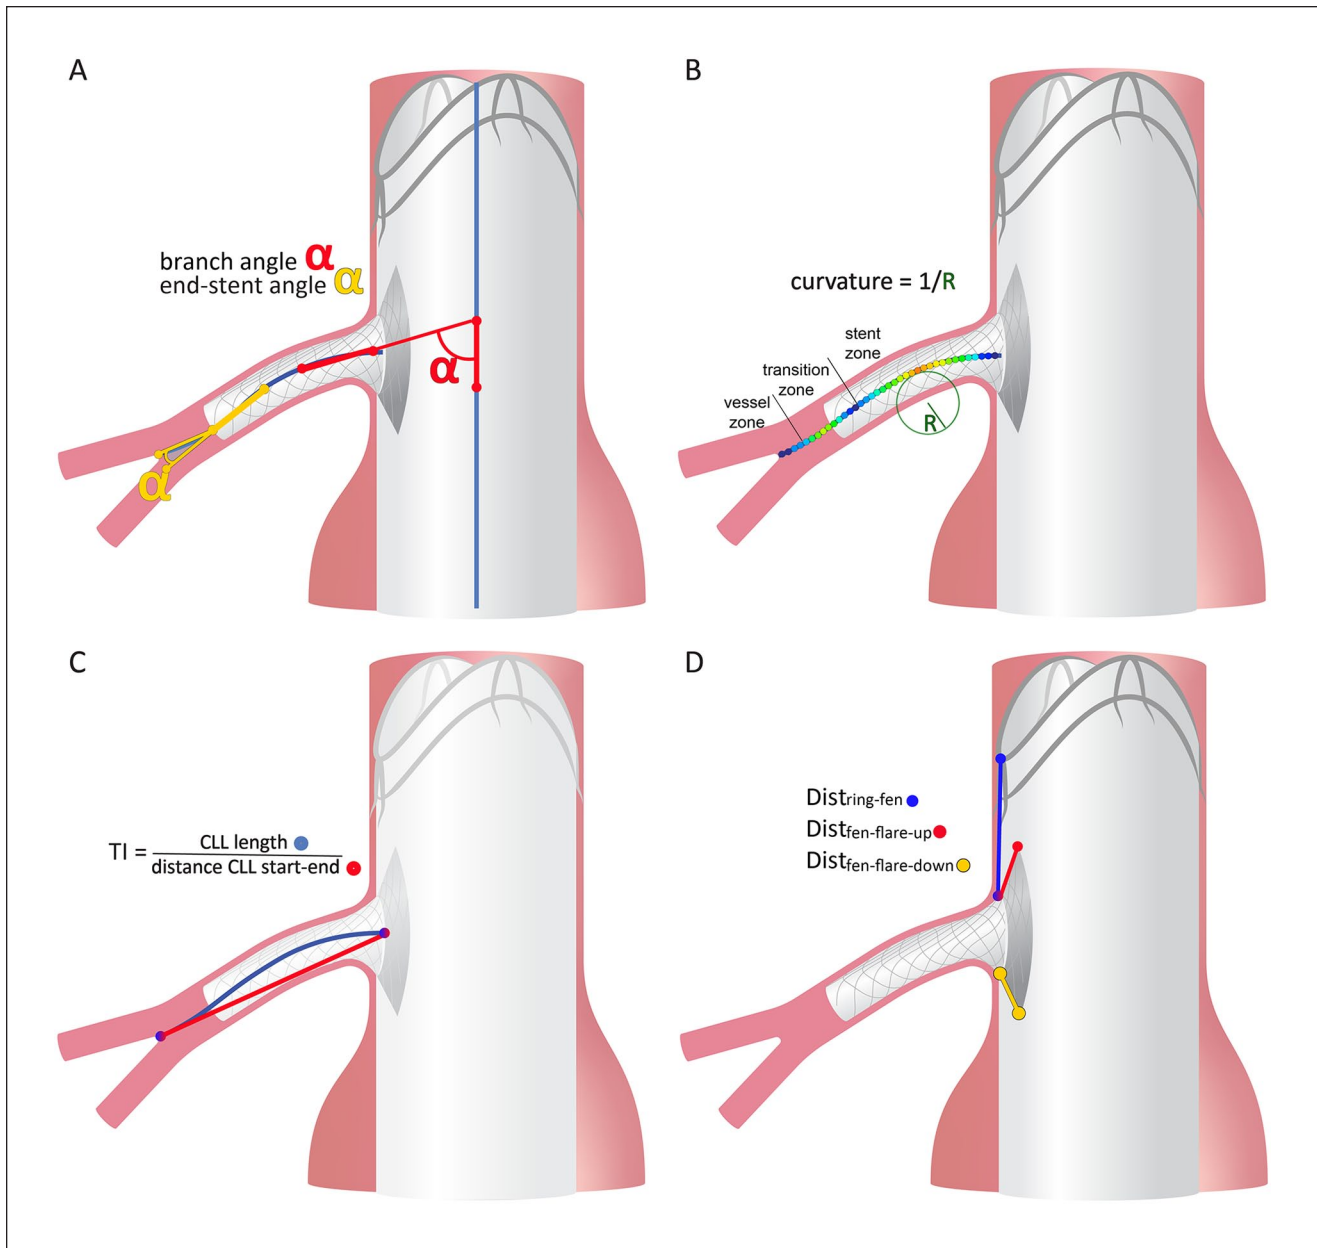 A
branch angle α
end-stent angle α
α
α
B
curvature = 1/R
stent
zone
transition
zone
vessel
zone
R
C
TI = CLL length
distance CLL start-end
D
Distring-fen
Distfen-flare-up
Distfen-flare-down